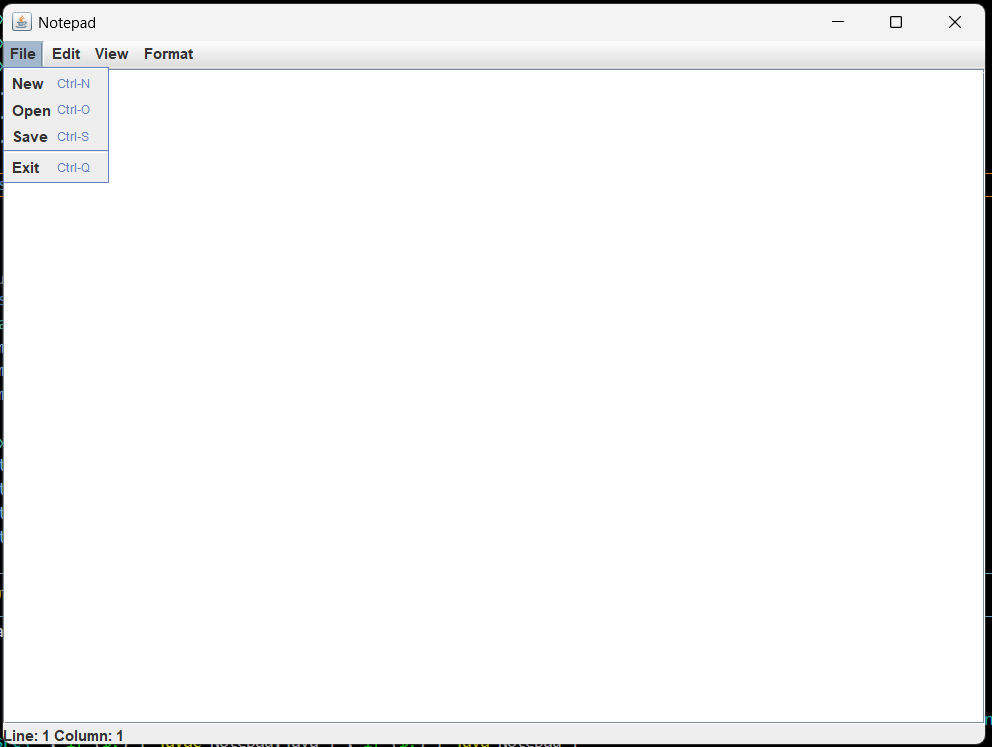 Notepad
File Edit View Format
New Ctrl-N
Open Ctrl-O
Save Ctrl-S
Exit Ctrl-Q
Line: 1 Column: 1